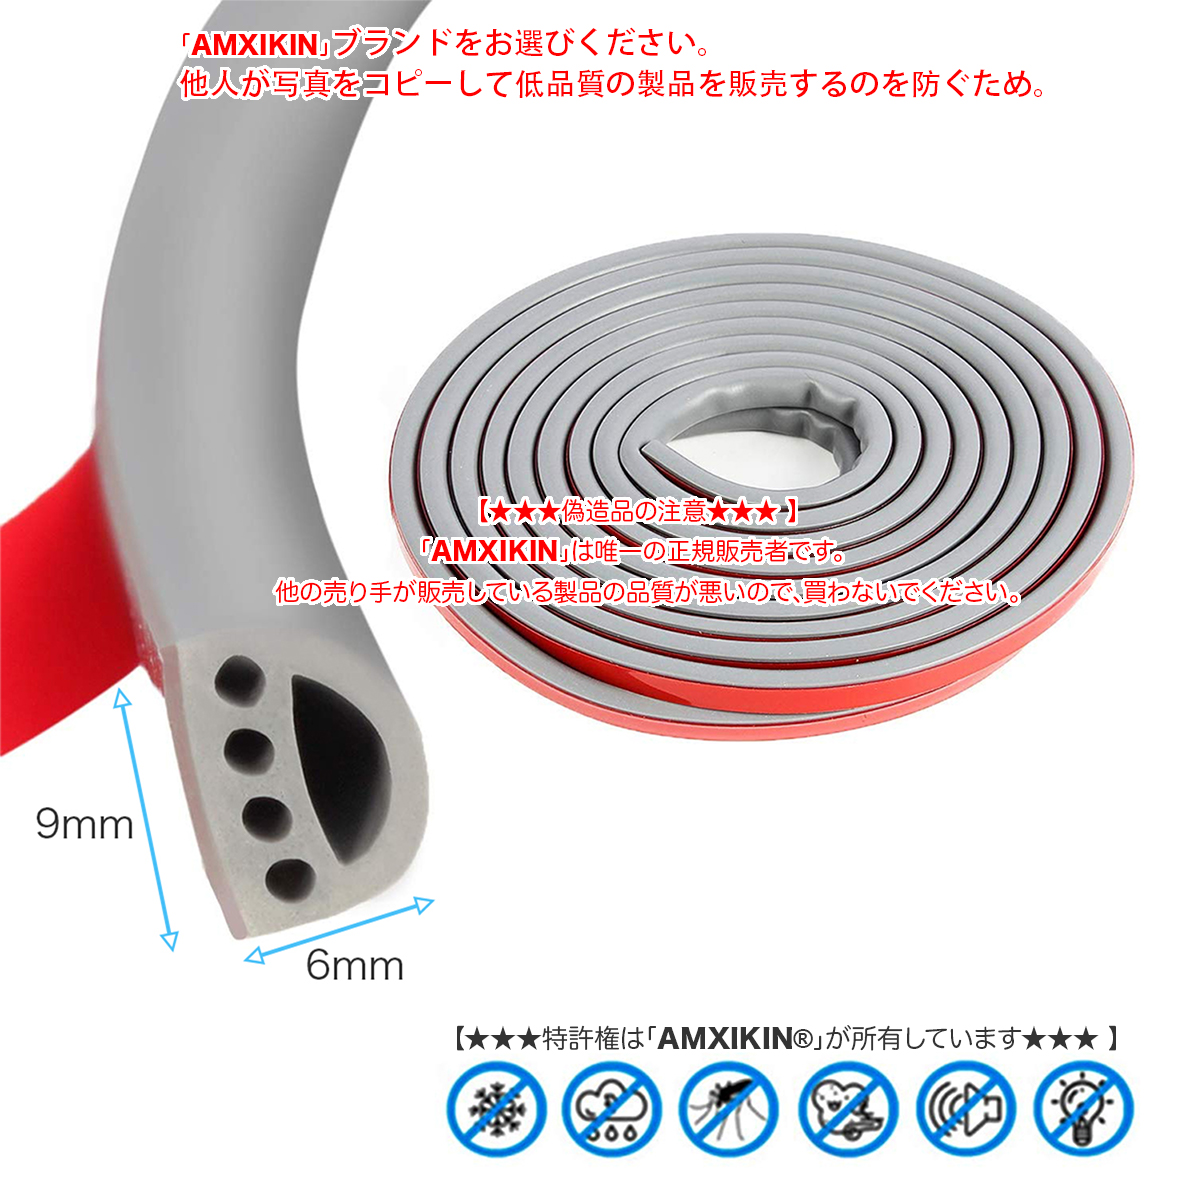 「AMXIKIN」ブランドをお選びください。
他人が写真をコピーして低品質の製品を販売するのを防ぐため。
【★★★偽造品の注意★★★ 】
「AMXIKIN」は唯一の正規販売者です。
他の売り手が販売している製品の品質が悪いので、買わないでください。
9mm
6mm
【★★★特許権は「AMXIKIN®」が所有しています★★★ 】